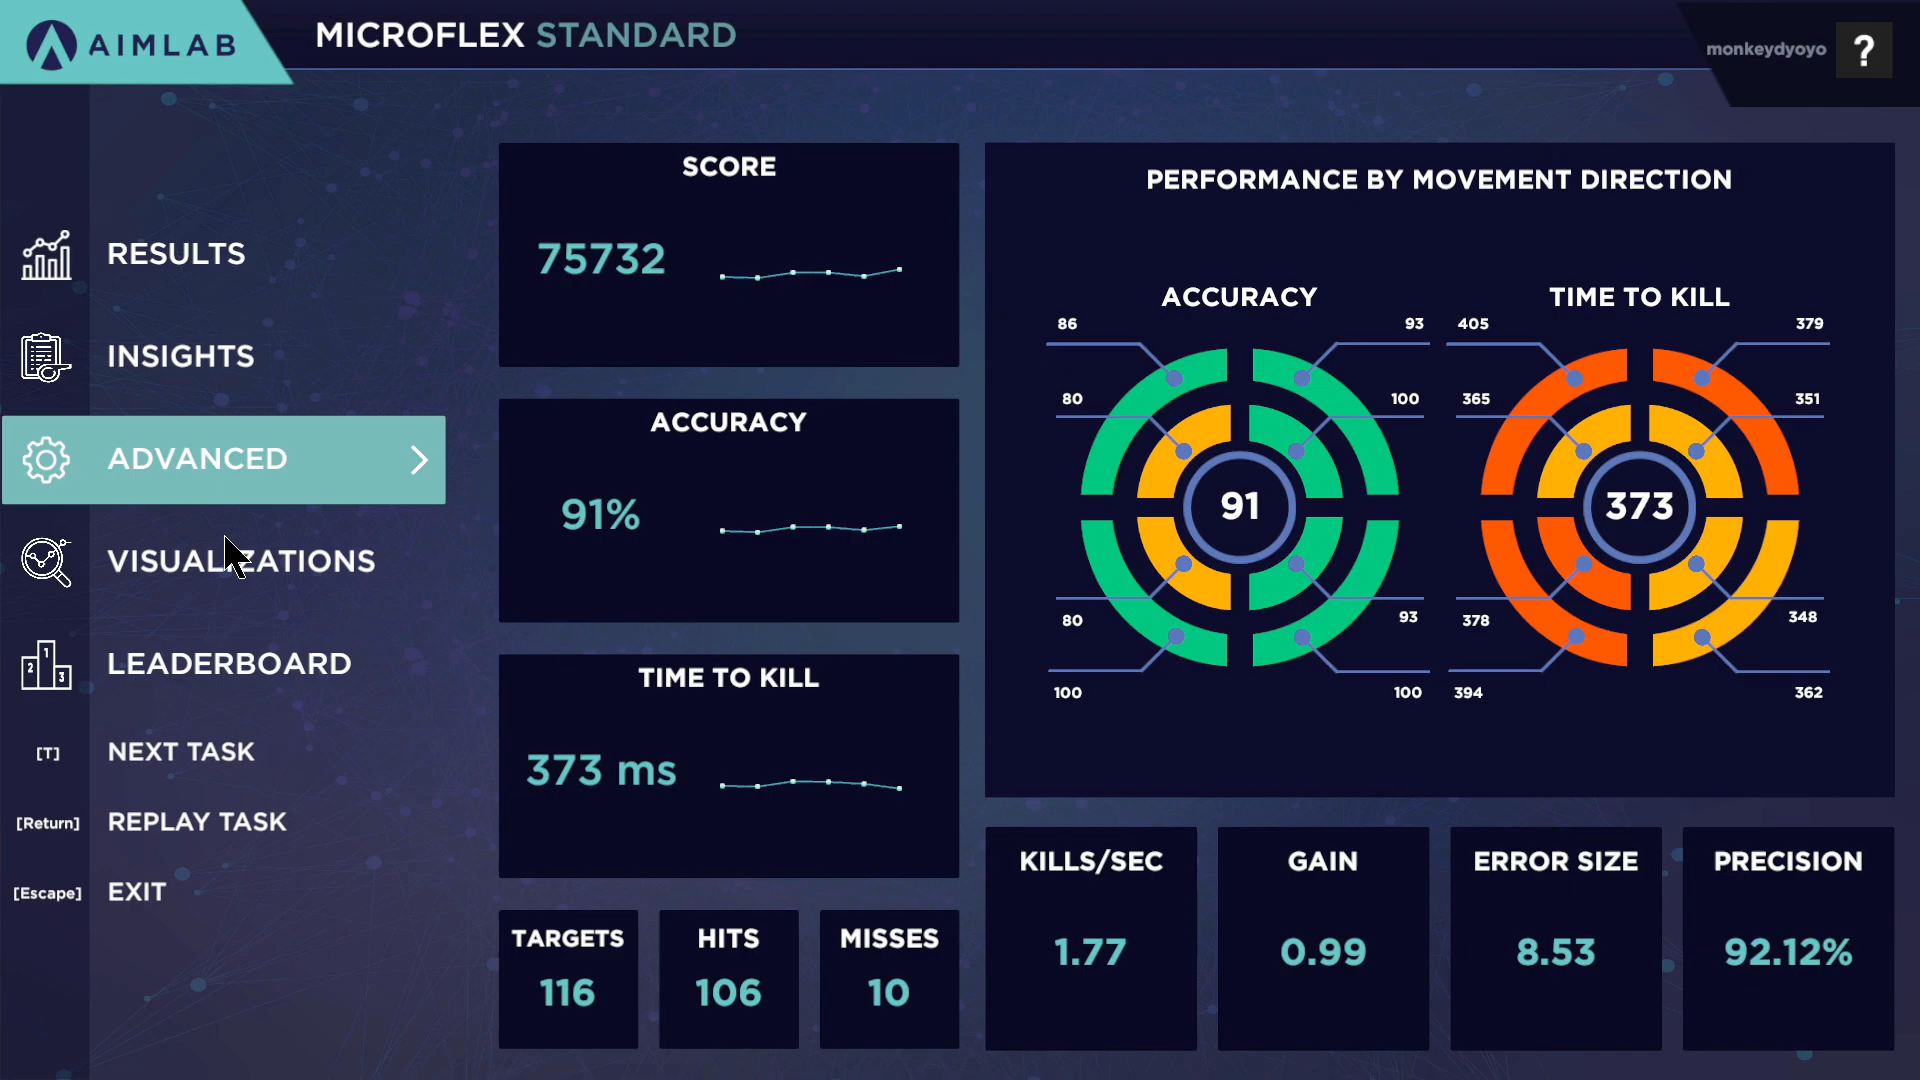 AIMLAB
MICROFLEX STANDARD
monkeydyoyo
?
RESULTS
INSIGHTS
ADVANCED
VISUALIZATIONS
LEADERBOARD
1
2
3
[T] NEXT TASK
[Return] REPLAY TASK
[Escape] EXIT
SCORE
75732
ACCURACY
91%
TIME TO KILL
373 ms
TARGETS
116
HITS
106
MISSES
10
PERFORMANCE BY MOVEMENT DIRECTION
ACCURACY
86 93
80 100
91
80 93
100 100
TIME TO KILL
405 379
365 351
373
378 348
394 362
KILLS/SEC
1.77
GAIN
0.99
ERROR SIZE
8.53
PRECISION
92.12%